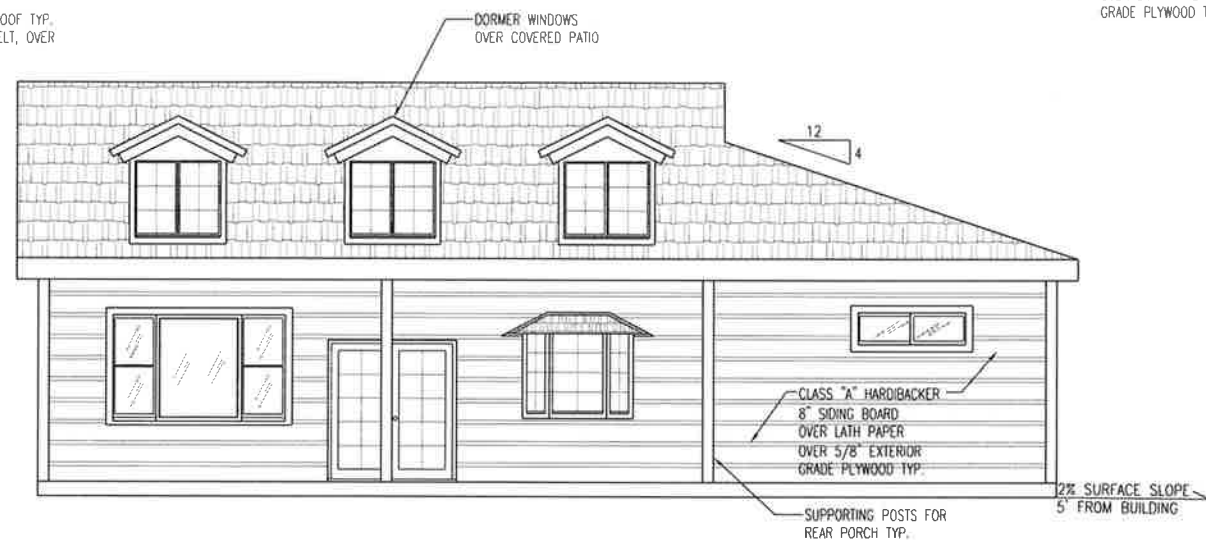 OOF TYP.
ELT, OVER
DORMER WINDOWS
OVER COVERED PATIO
GRADE PLYWOOD T
12
4
CLASS "A" HARDIBACKER
8" SIDING BOARD
OVER LATH PAPER
OVER 5/8" EXTERIOR
GRADE PLYWOOD TYP.
2% SURFACE SLOPE
5' FROM BUILDING
SUPPORTING POSTS FOR
REAR PORCH TYP.